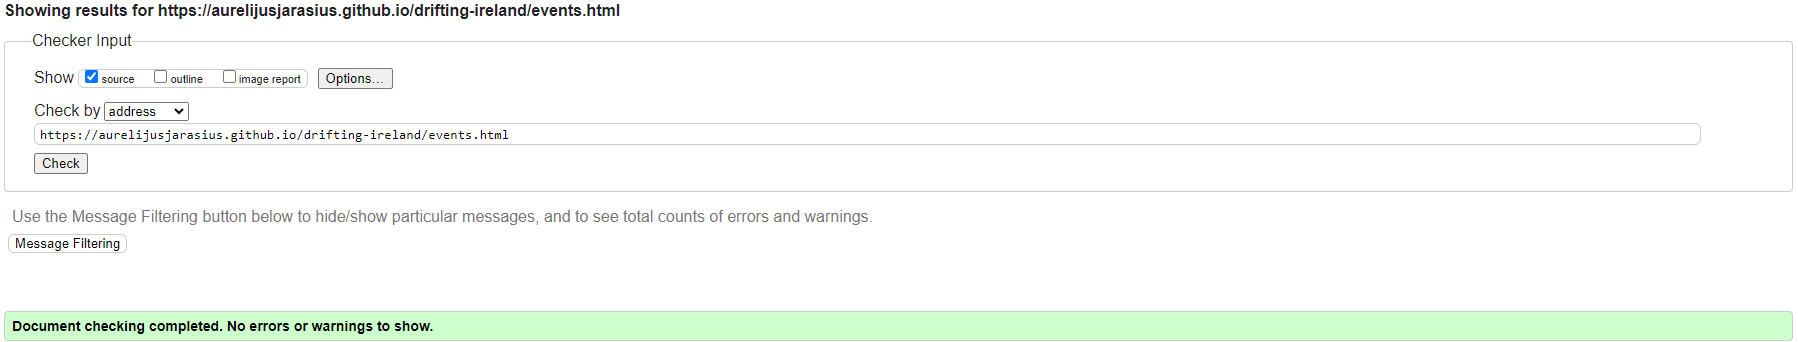 Showing results for https://aurelijusjarasius.github.io/drifting-ireland/events.html
Checker Input
Show source outline image report Options...
Check by address
https://aurelijusjarasius.github.io/drifting-ireland/events.html
Check
Use the Message Filtering button below to hide/show particular messages, and to see total counts of errors and warnings.
Message Filtering
Document checking completed. No errors or warnings to show.